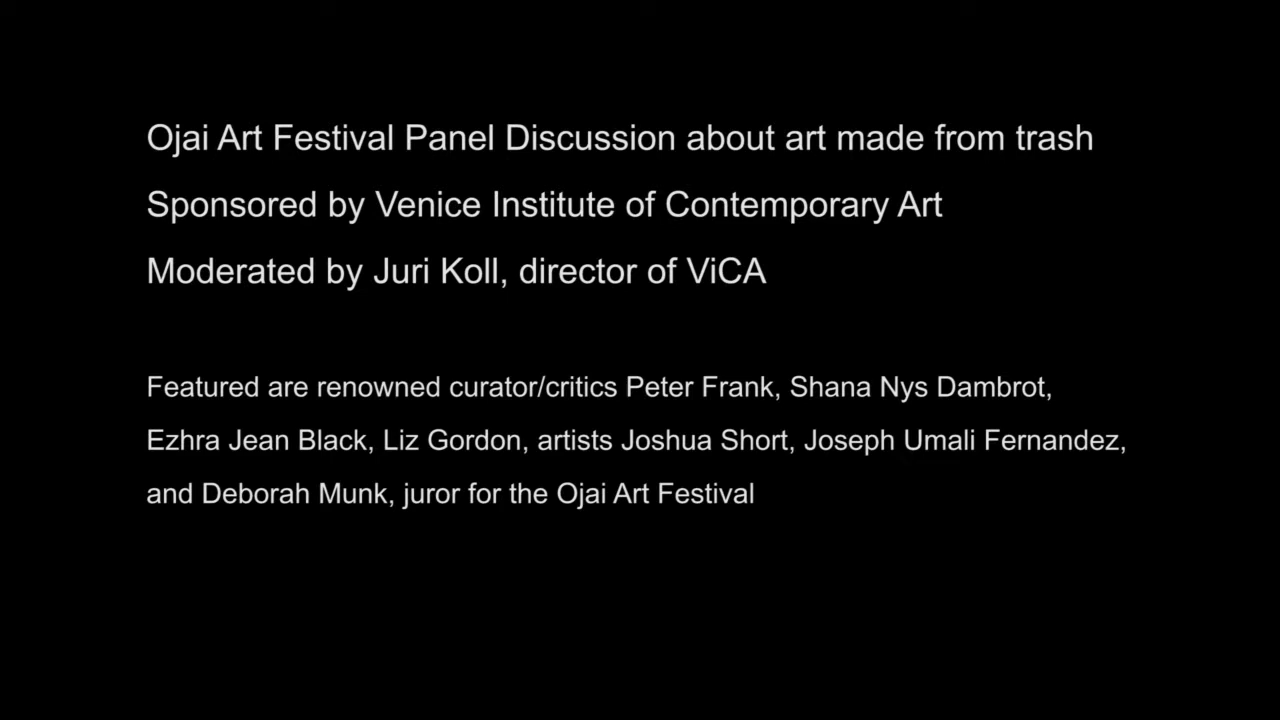 Ojai Art Festival Panel Discussion about art made from trash
Sponsored by Venice Institute of Contemporary Art
Moderated by Juri Koll, director of ViCA
Featured are renowned curator/critics Peter Frank, Shana Nys Dambrot,
Ezhra Jean Black, Liz Gordon, artists Joshua Short, Joseph Umali Fernandez,
and Deborah Munk, juror for the Ojai Art Festival